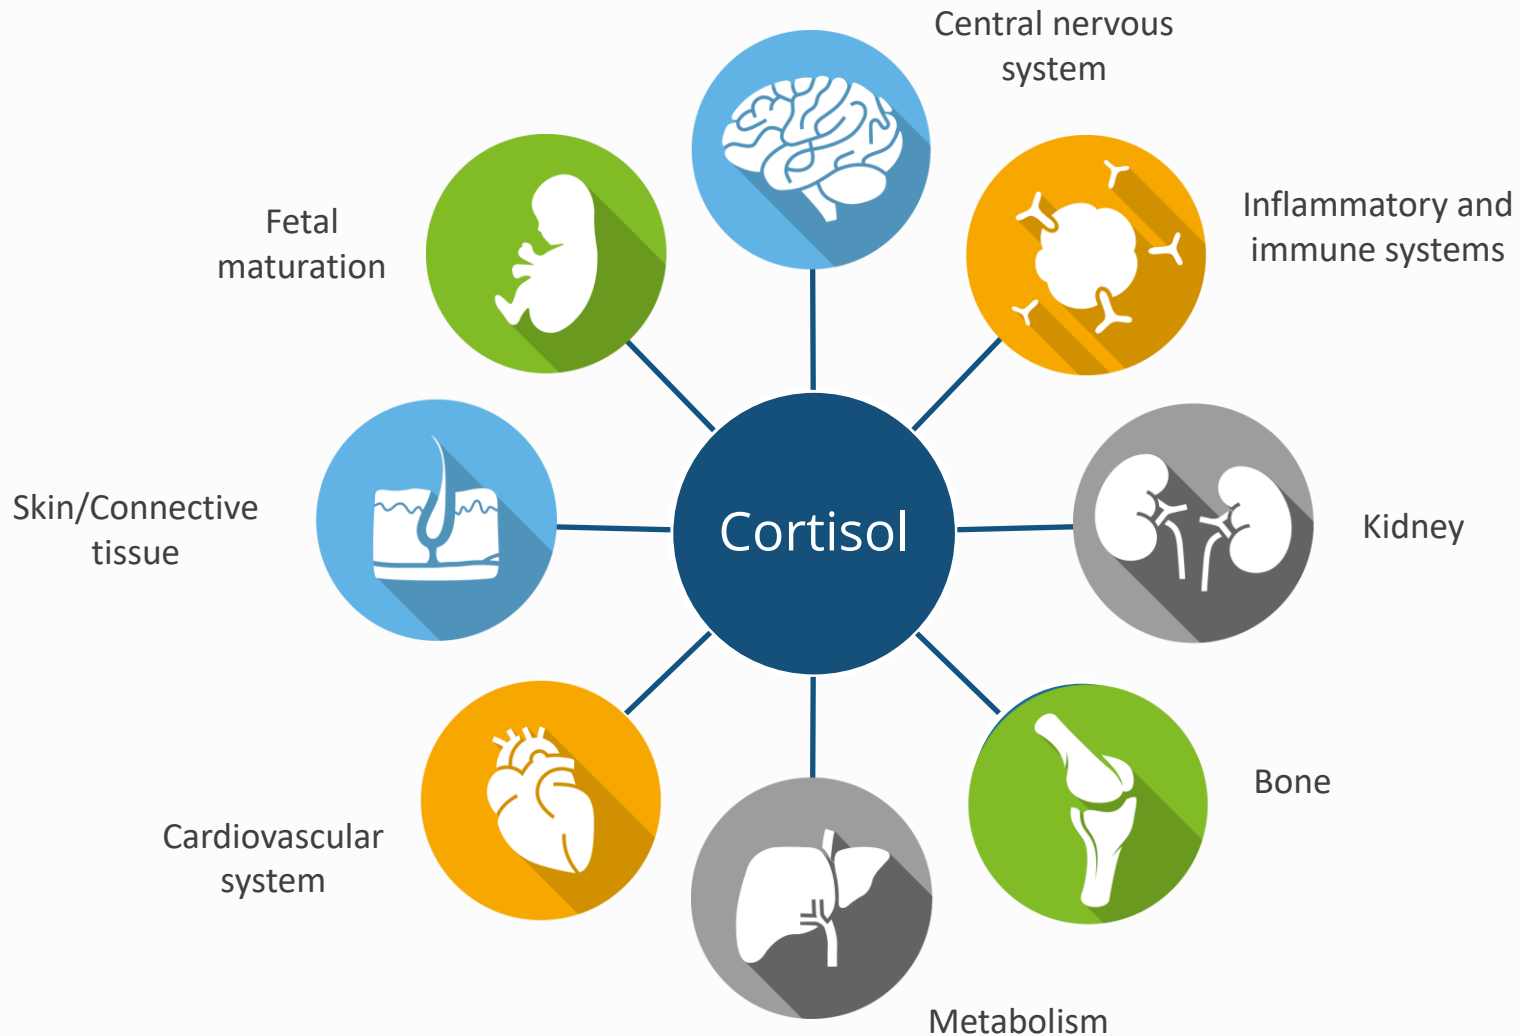 Central nervous
system
Inflammatory and
immune systems
Fetal
maturation
Skin/Connective
tissue
Cortisol
Kidney
Bone
Cardiovascular
system
Metabolism